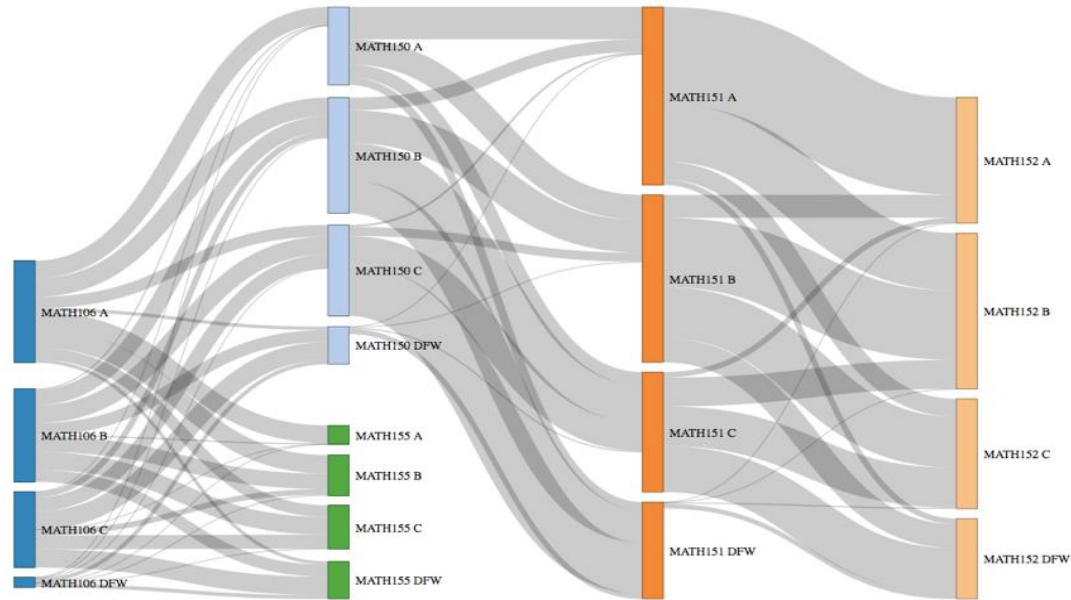 MATH106 A
MATH106 B
MATH106 C
MATH106 DFW
MATH150 A
MATH150 B
MATH150 C
MATH150 DFW
MATH155 A
MATH155 B
MATH155 C
MATH155 DFW
MATH151 A
MATH151 B
MATH151 C
MATH151 DFW
MATH152 A
MATH152 B
MATH152 C
MATH152 DFW